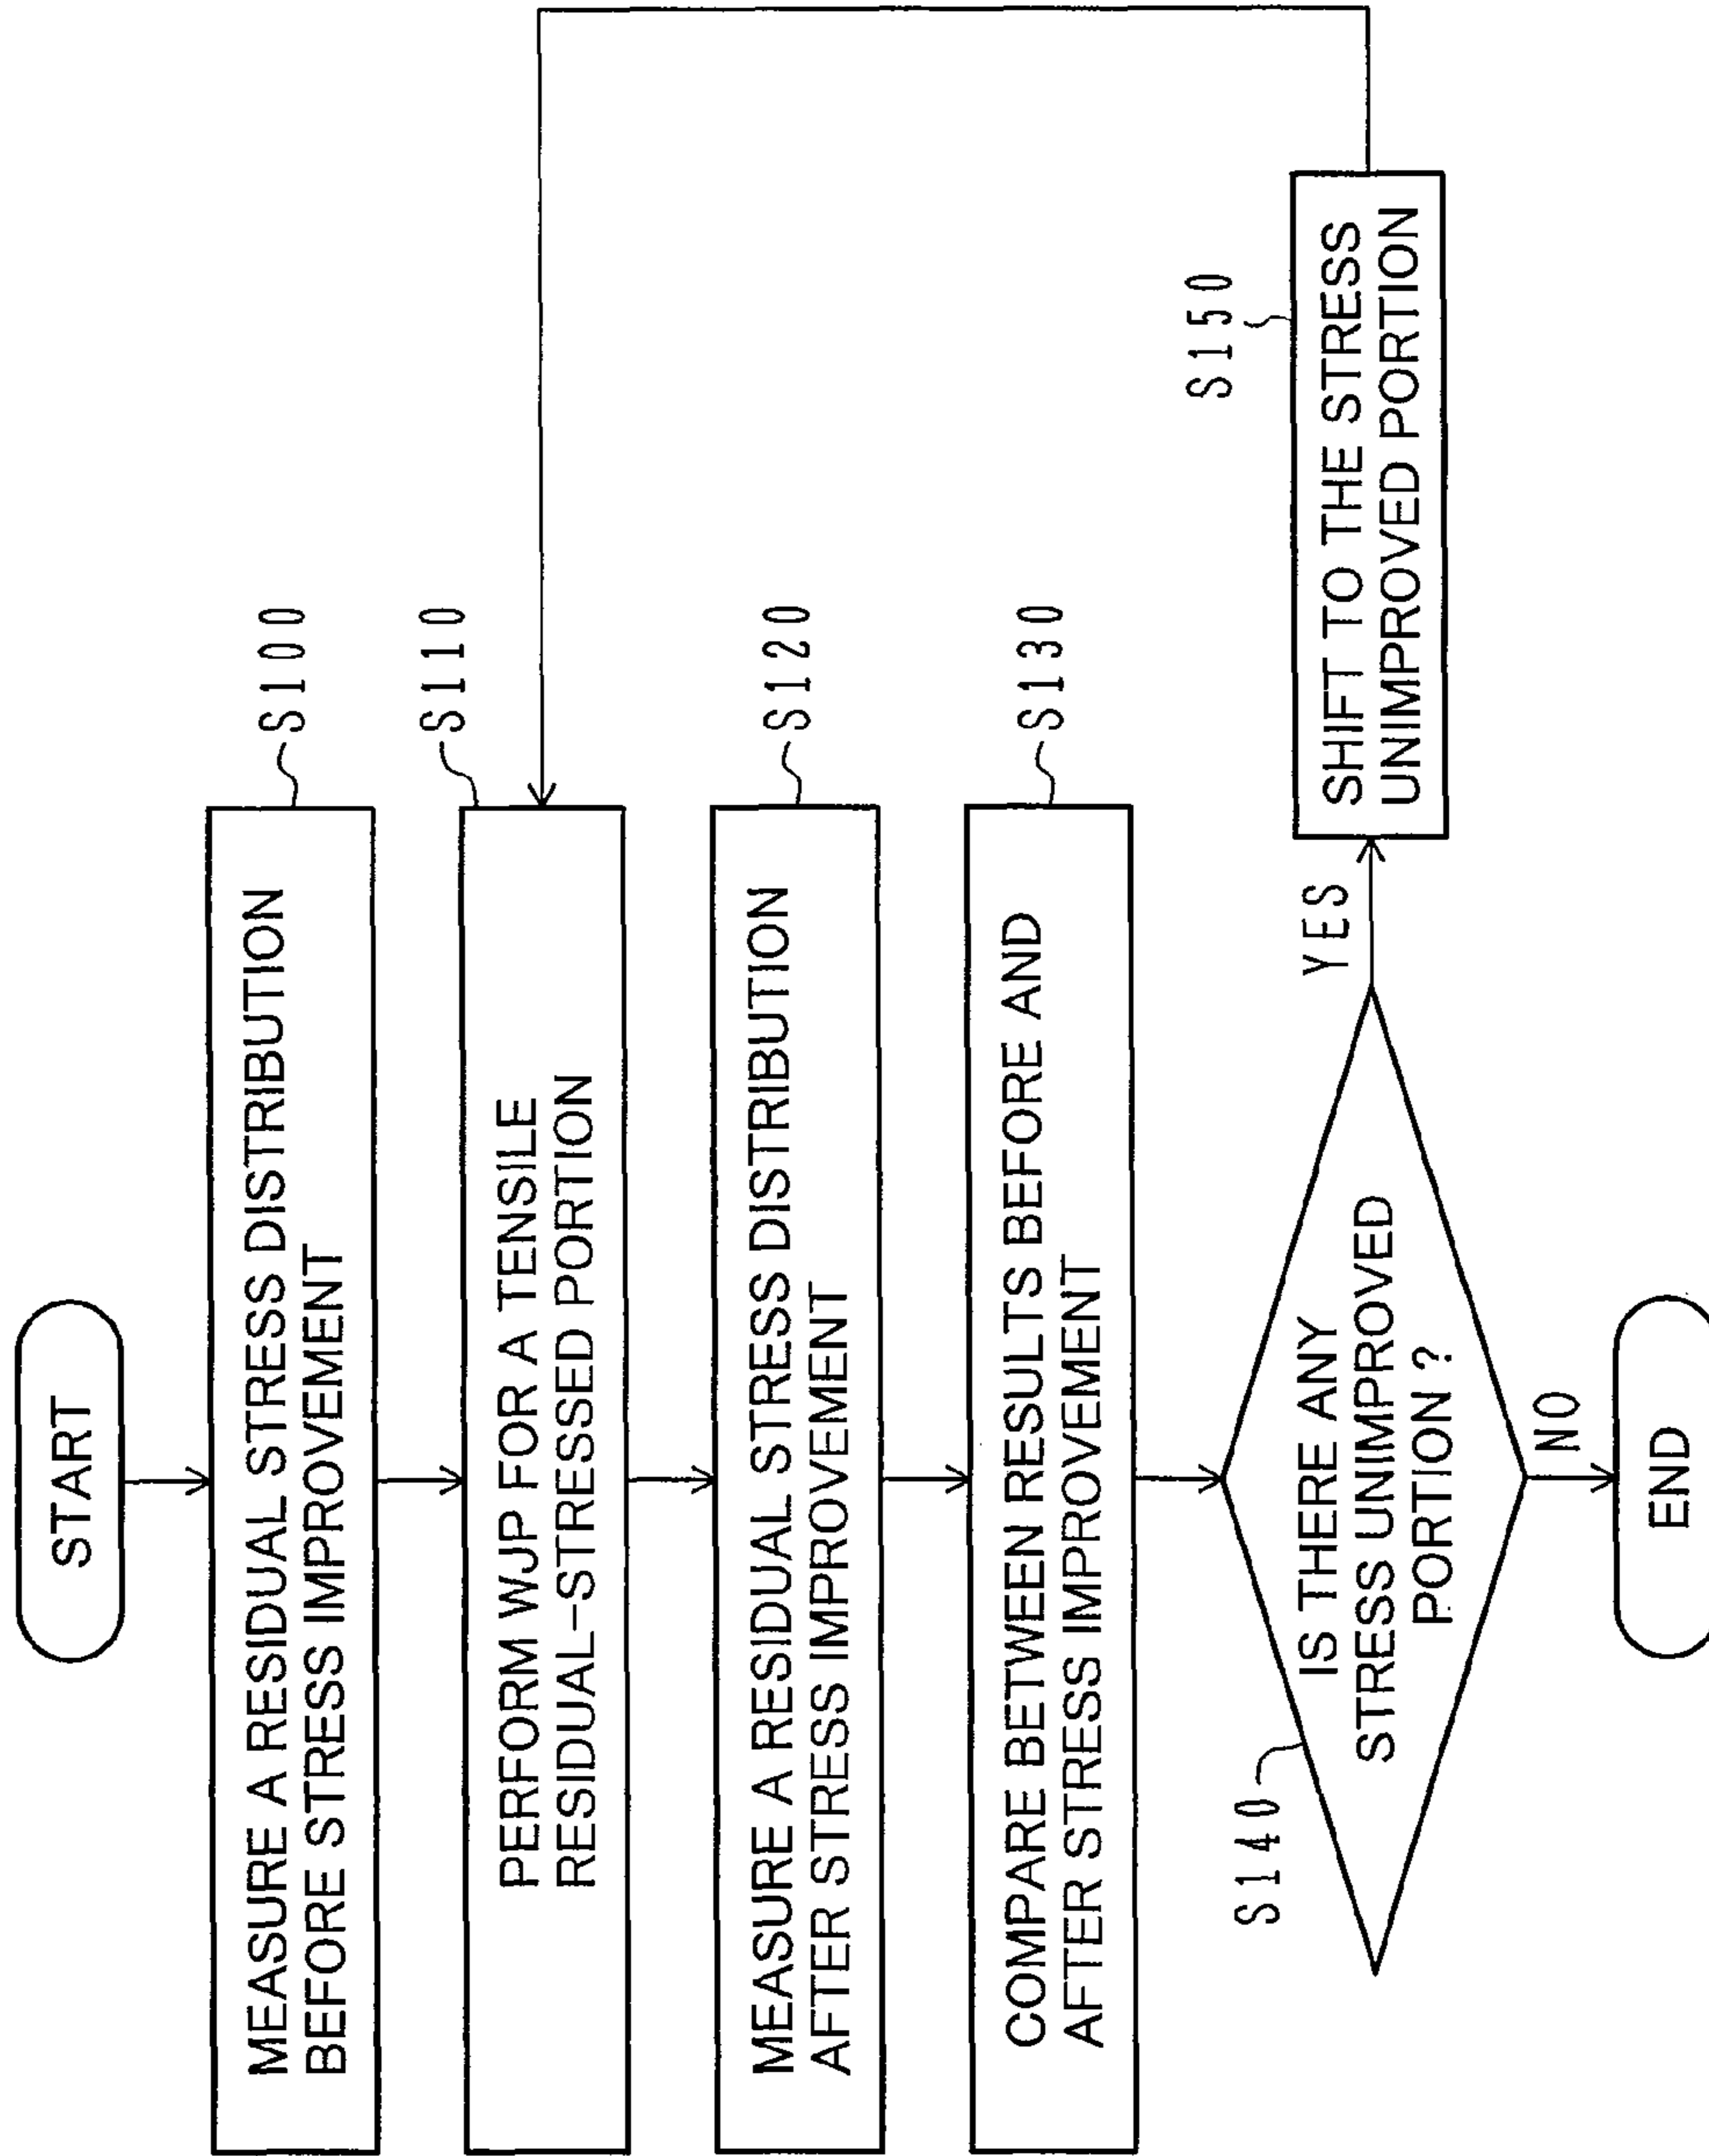 START
MEASURE A RESIDUAL STRESS DISTRIBUTION
BEFORE STRESS IMPROVEMENT
S100
PERFORM WJP FOR A TENSILE
RESIDUAL-STRESSED PORTION
S110
MEASURE A RESIDUAL STRESS DISTRIBUTION
AFTER STRESS IMPROVEMENT
S120
COMPARE BETWEEN RESULTS BEFORE AND
AFTER STRESS IMPROVEMENT
S130
S140
IS THERE ANY
STRESS UNIMPROVED
PORTION ?
YES
S150
SHIFT TO THE STRESS
UNIMPROVED PORTION
NO
END